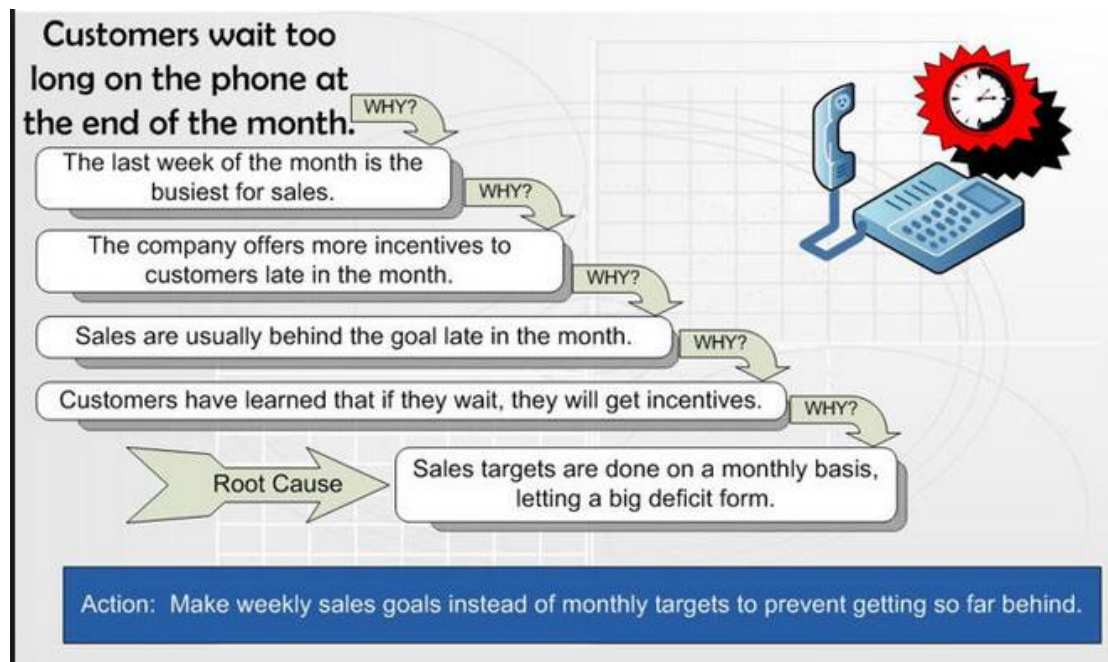 Customers wait too
long on the phone at
the end of the month.
WHY?
The last week of the month is the
busiest for sales.
WHY?
The company offers more incentives to
customers late in the month.
WHY?
Sales are usually behind the goal late in the month.
WHY?
Customers have learned that if they wait, they will get incentives.
WHY?
Root Cause
Sales targets are done on a monthly basis,
letting a big deficit form.
Action: Make weekly sales goals instead of monthly targets to prevent getting so far behind.